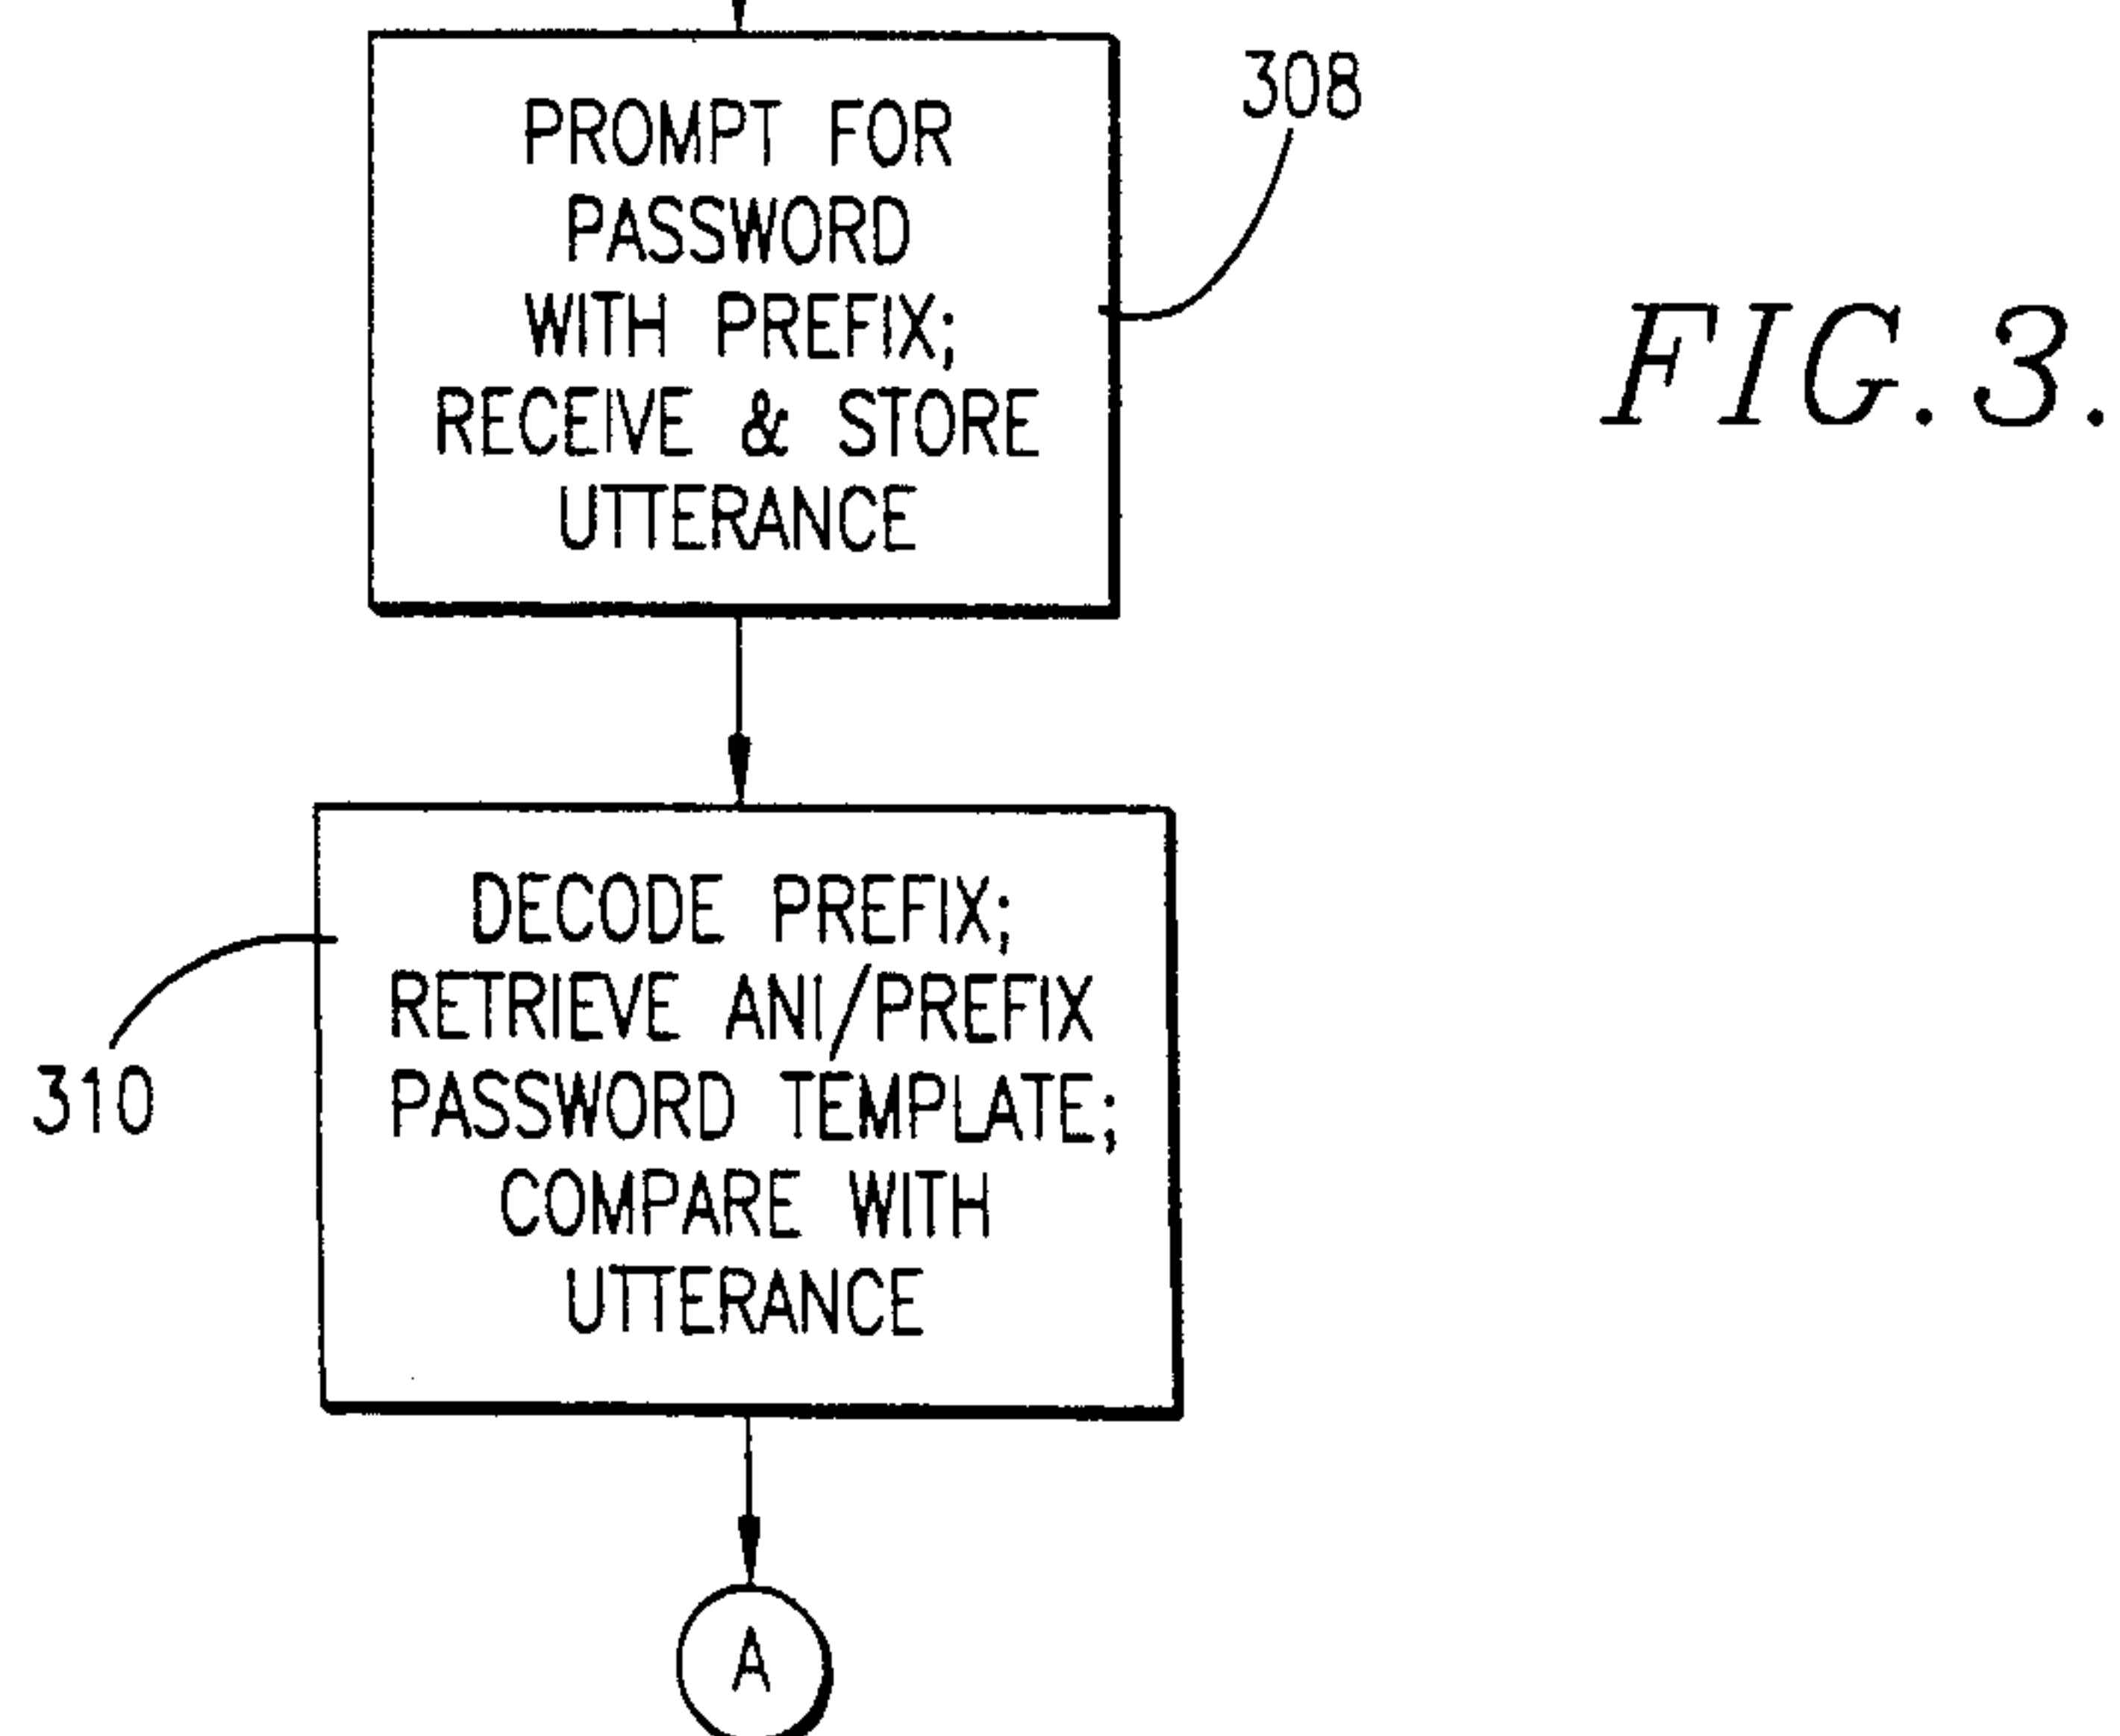 PROMPT FOR
PASSWORD
WITH PREFIX;
RECEIVE & STORE
UTTERANCE
308
FIG.3.
DECODE PREFIX;
RETRIEVE ANI/PREFIX
PASSWORD TEMPLATE;
COMPARE WITH
UTTERANCE
310
A